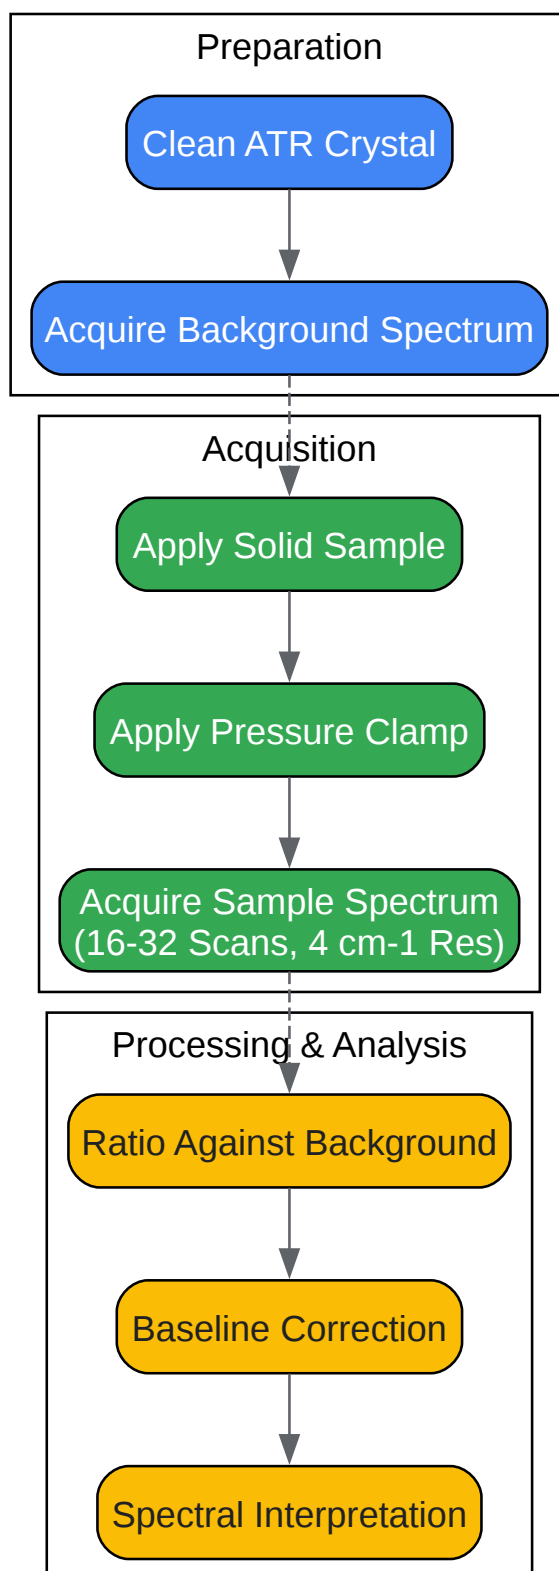 Preparation
Clean ATR Crystal
Acquire Background Spectrum
Acquisition
Apply Solid Sample
Apply Pressure Clamp
Acquire Sample Spectrum
(16-32 Scans, 4 cm-1 Res)
Processing & Analysis
Ratio Against Background
Baseline Correction
Spectral Interpretation